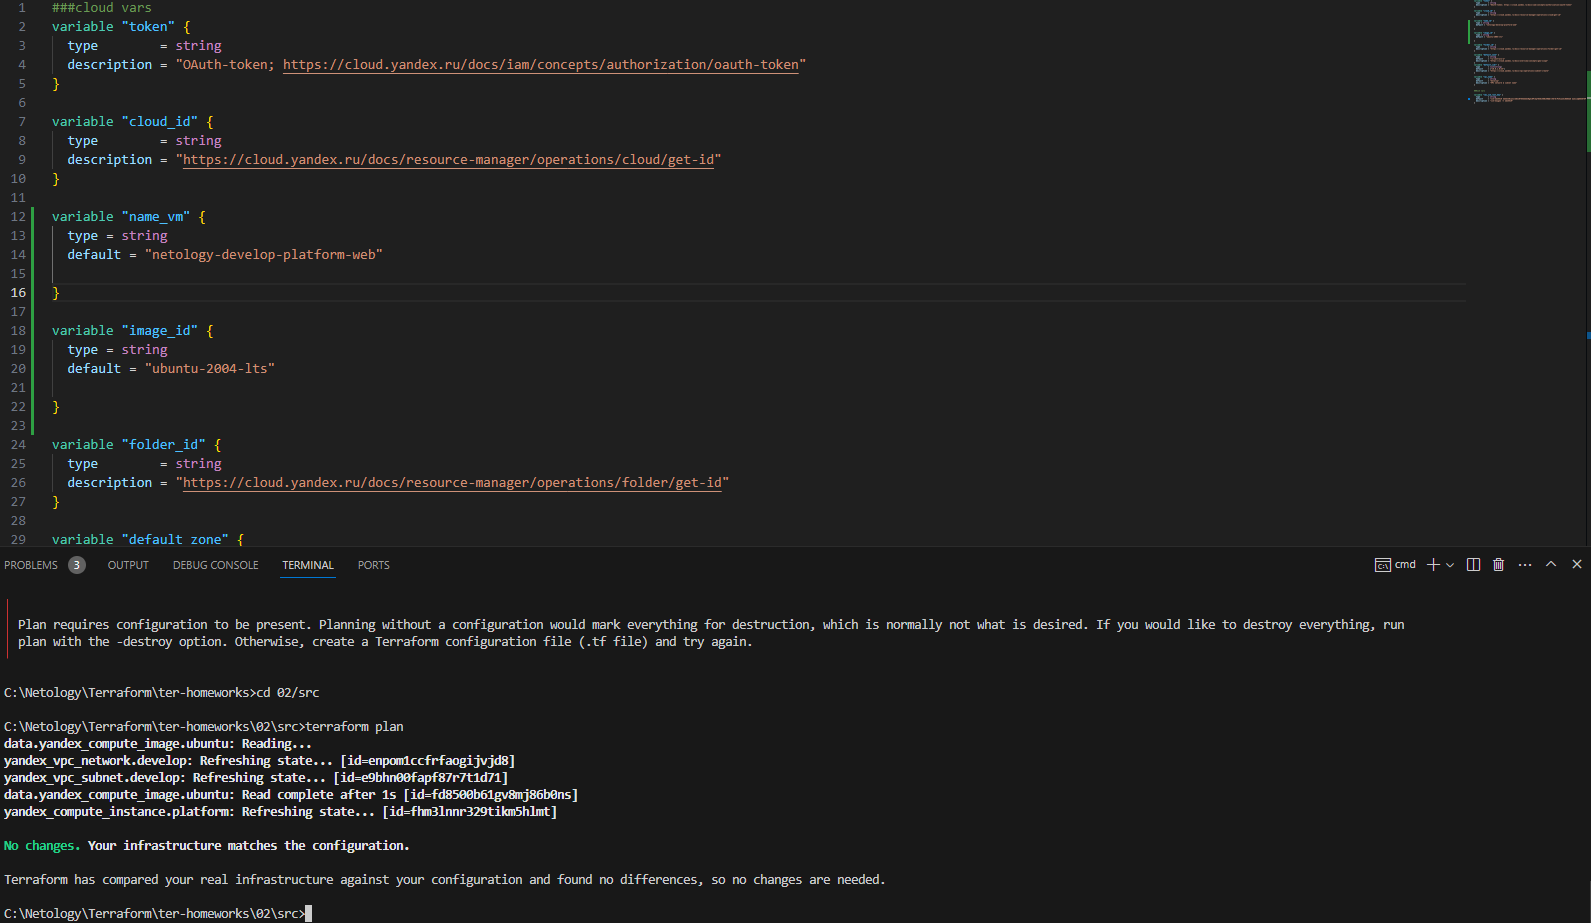 1 ###cloud vars
2 variable "token" {
3 type = string
4 description = "OAuth-token; https://cloud.yandex.ru/docs/iam/concepts/authorization/oauth-token"
5 }
6
7 variable "cloud_id" {
8 type = string
9 description = "https://cloud.yandex.ru/docs/resource-manager/operations/cloud/get-id"
10 }
11
12 variable "name_vm" {
13 type = string
14 default = "netology-develop-platform-web"
15
16 }
17
18 variable "image_id" {
19 type = string
20 default = "ubuntu-2004-lts"
21
22 }
23
24 variable "folder_id" {
25 type = string
26 description = "https://cloud.yandex.ru/docs/resource-manager/operations/folder/get-id"
27 }
28
29 variable "default_zone" {
PROBLEMS 3 OUTPUT DEBUG CONSOLE TERMINAL PORTS cmd
Plan requires configuration to be present. Planning without a configuration would mark everything for destruction, which is normally not what is desired. If you would like to destroy everything, run
plan with the -destroy option. Otherwise, create a Terraform configuration file (.tf file) and try again.
C:\Netology\Terraform\ter-homeworks>cd 02/src
C:\Netology\Terraform\ter-homeworks\02\src>terraform plan
data.yandex_compute_image.ubuntu: Reading...
yandex_vpc_network.develop: Refreshing state... [id=enpom1ccfrfaogijvjd8]
yandex_vpc_subnet.develop: Refreshing state... [id=e9bhn00fapf87r7t1d71]
data.yandex_compute_image.ubuntu: Read complete after 1s [id=fd8500b61gv8mj86b0ns]
yandex_compute_instance.platform: Refreshing state... [id=fhm3lnnr329tikm5hlmt]
No changes. Your infrastructure matches the configuration.
Terraform has compared your real infrastructure against your configuration and found no differences, so no changes are needed.
C:\Netology\Terraform\ter-homeworks\02\src>